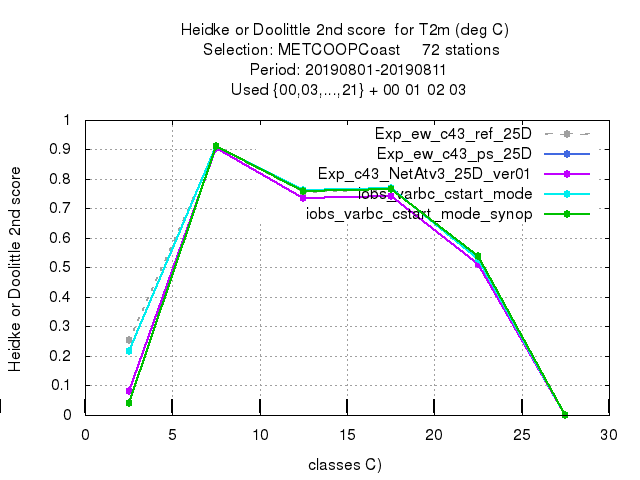 Heidke or Doolittle 2nd score  for T2m (deg C)
Selection: METCOOPCoast     72 stations
Period: 20190801-20190811
Used {00,03,...,21} + 00 01 02 03
Exp_ew_c43_ref_25D
Exp_ew_c43_ps_25D
Exp_c43_NetAtv3_25D_ver01
iobs_varbc_cstart_mode
iobs_varbc_cstart_mode_synop
Heidke or Doolittle 2nd score
1
0.9
0.8
0.7
0.6
0.5
0.4
0.3
0.2
0.1
0
0 5 10 15 20 25 30
classes C)